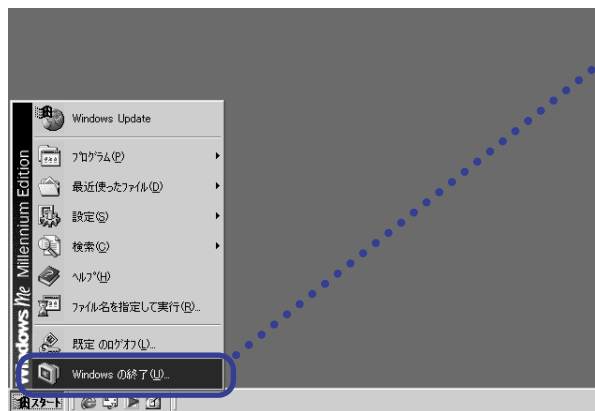 Windows Update
プログラム(P)
最近使ったファイル(D)
設定(S)
検索(C)
ヘルプ(H)
ファイル名を指定して実行(R)...
既定 のログオフ(L)...
Windows の終了(U)...
Windows Me Millennium Edition
スタート